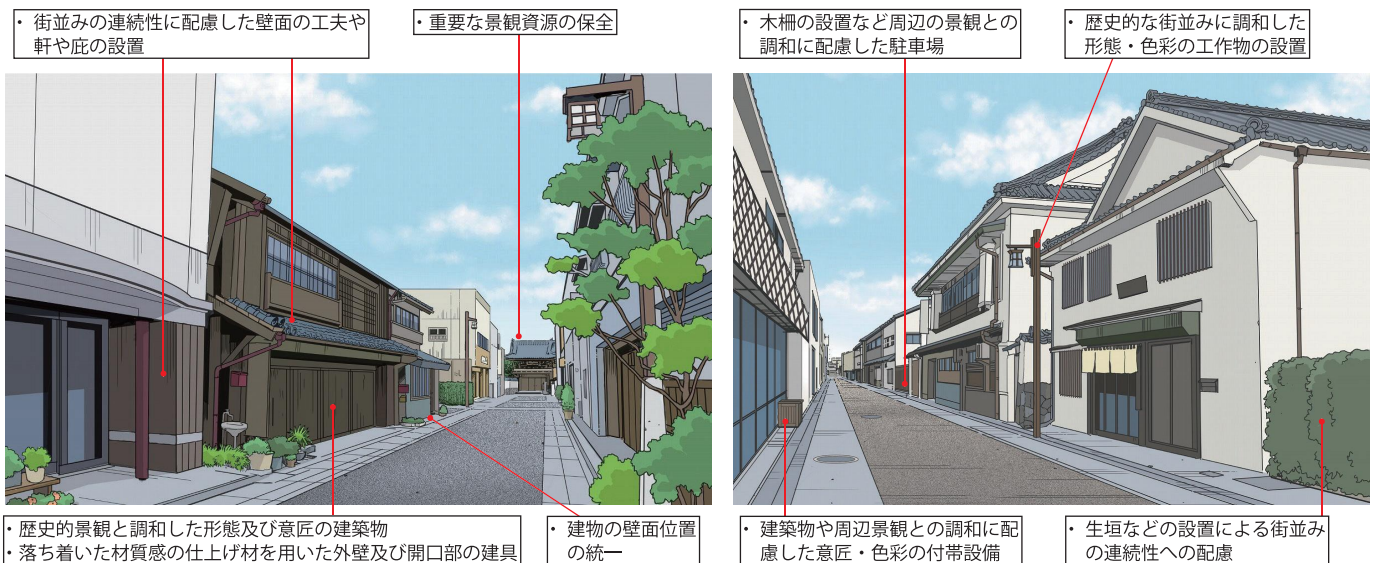 ・街並みの連続性に配慮した壁面の工夫や
軒や庇の設置
・重要な景観資源の保全
・木柵の設置など周辺の景観との
調和に配慮した駐車場
・歴史的な街並みに調和した
形態・色彩の工作物の設置
・歴史的景観と調和した形態及び意匠の建築物
・落ち着いた材質感の仕上げ材を用いた外壁及び開口部の建具
・建物の壁面位置
の統一
・建築物や周辺景観との調和に配
慮した意匠・色彩の付帯設備
・生垣などの設置による街並み
の連続性への配慮